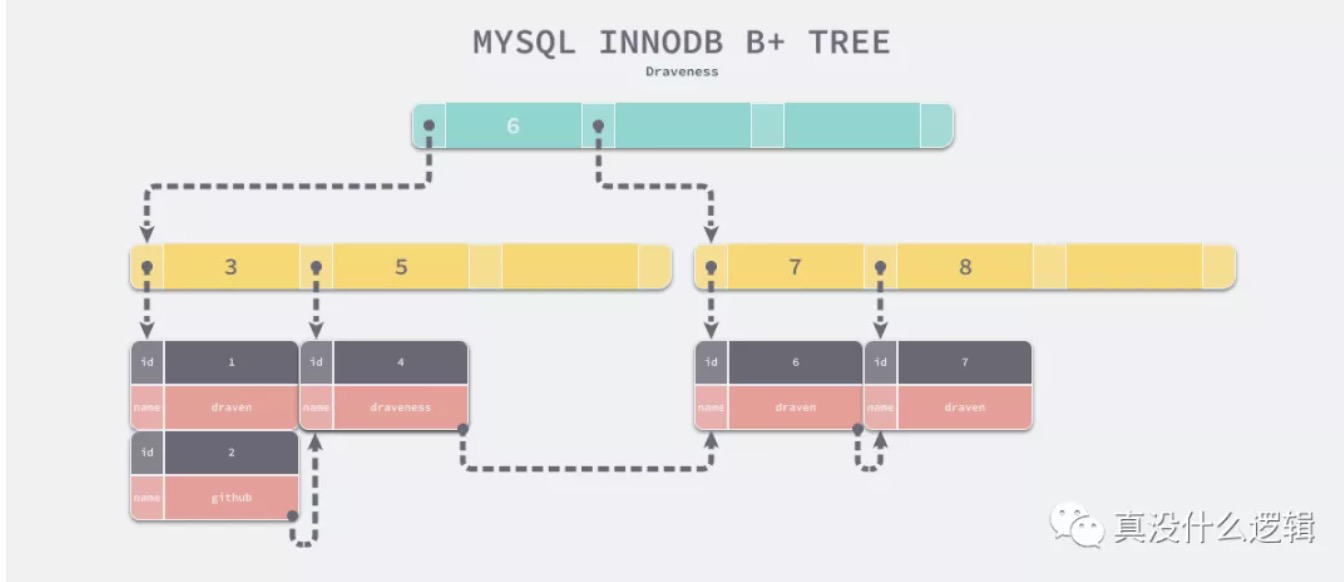 MYSQL INNODB B+ TREE
Draveness
6
3 5 7 8
id 1 id 4 id 6 id 7
name draven name draveness name draven name draven
id 2
name github
真没什么逻辑